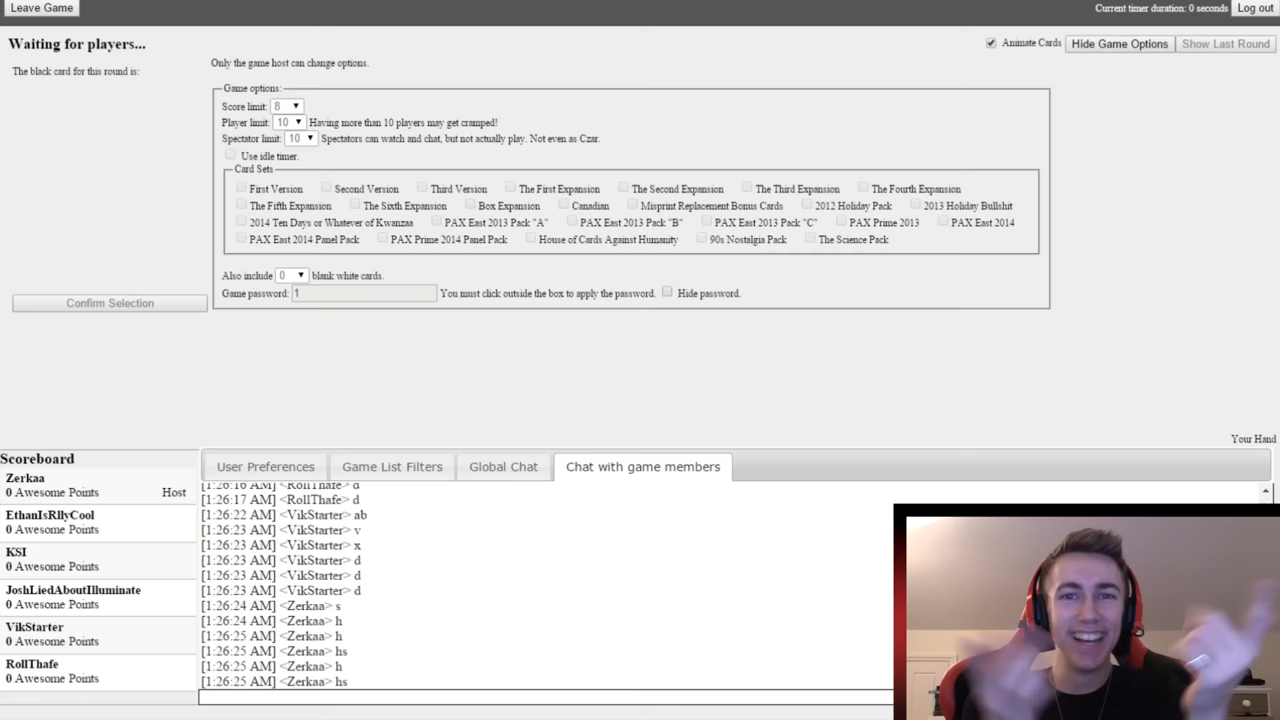 Leave Game
Current timer duration: 0 seconds
Log out
Waiting for players...
Animate Cards
Hide Game Options
Show Last Round
The black card for this round is:
Only the game host can change options.
Game options:
Score limit: 8
Player limit: 10 Having more than 10 players may get cramped!
Spectator limit: 10 Spectators can watch and chat, but not actually play. Not even as Czar.
Use idle timer.
Card Sets
First Version Second Version Third Version The First Expansion The Second Expansion The Third Expansion The Fourth Expansion
The Fifth Expansion The Sixth Expansion Box Expansion Canadian Misprint Replacement Bonus Cards 2012 Holiday Pack 2013 Holiday Bullshit
2014 Ten Days or Whatever of Kwanzaa PAX East 2013 Pack "A" PAX East 2013 Pack "B" PAX East 2013 Pack "C" PAX Prime 2013 PAX East 2014
PAX East 2014 Panel Pack PAX Prime 2014 Panel Pack House of Cards Against Humanity 90s Nostalgia Pack The Science Pack
Also include 0 blank white cards.
Game password: 1 You must click outside the box to apply the password. Hide password.
Confirm Selection
Your Hand
Scoreboard
Zerkaa
0 Awesome Points Host
EthanIsRllyCool
0 Awesome Points
KSI
0 Awesome Points
JoshLiedAboutIlluminate
0 Awesome Points
VikStarter
0 Awesome Points
RollThafe
0 Awesome Points
User Preferences
Game List Filters
Global Chat
Chat with game members
[1:26:16 AM] <RollThafe> d
[1:26:17 AM] <RollThafe> d
[1:26:22 AM] <VikStarter> ab
[1:26:23 AM] <VikStarter> v
[1:26:23 AM] <VikStarter> x
[1:26:23 AM] <VikStarter> d
[1:26:23 AM] <VikStarter> d
[1:26:23 AM] <VikStarter> d
[1:26:24 AM] <Zerkaa> s
[1:26:24 AM] <Zerkaa> h
[1:26:25 AM] <Zerkaa> h
[1:26:25 AM] <Zerkaa> hs
[1:26:25 AM] <Zerkaa> h
[1:26:25 AM] <Zerkaa> hs